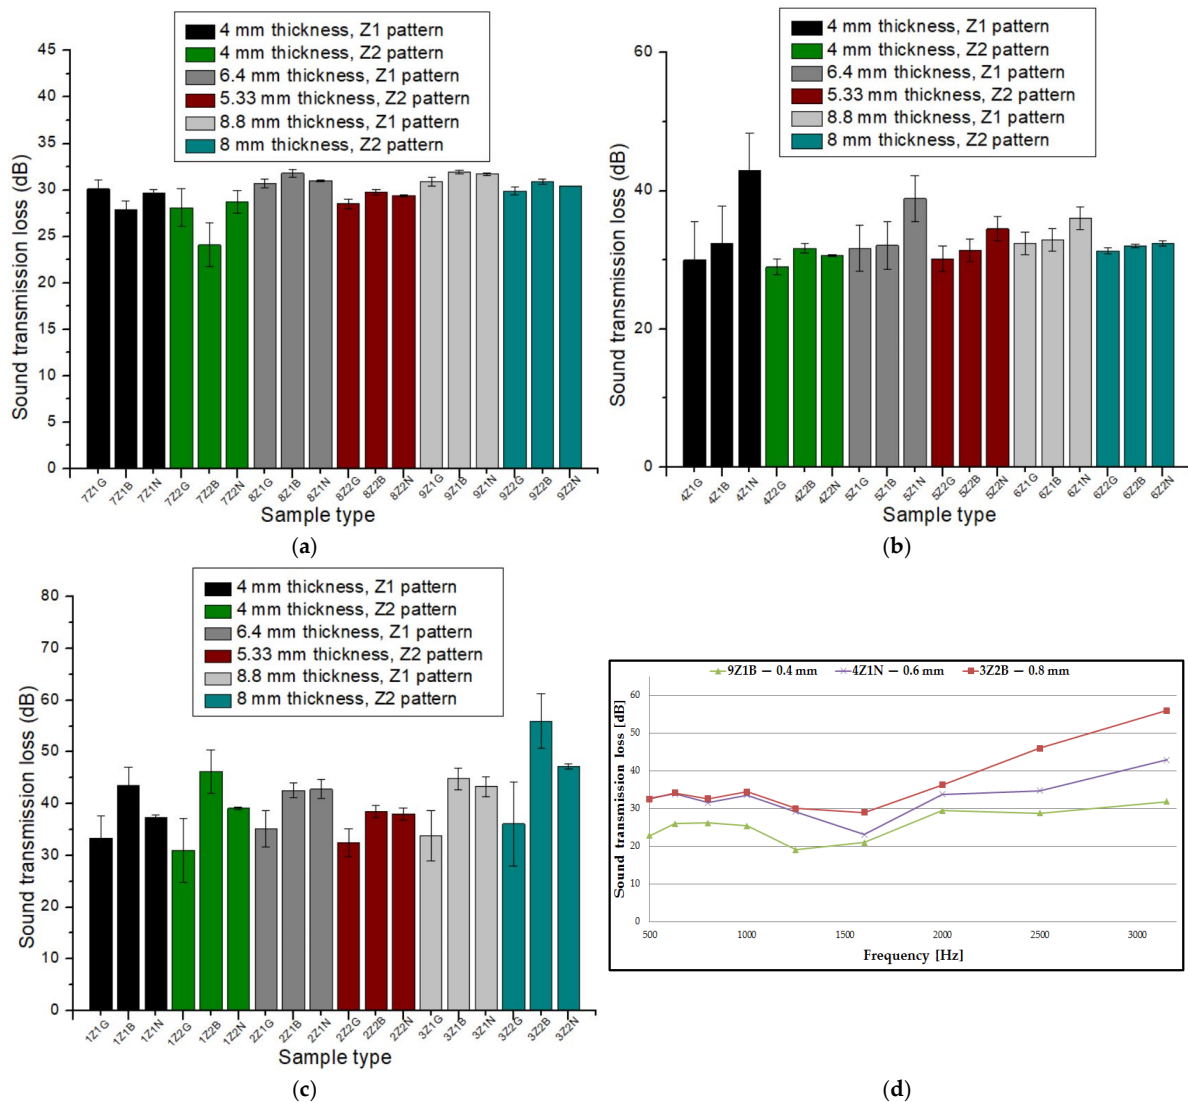 4 mm thickness, Z1 pattern
4 mm thickness, Z2 pattern
6.4 mm thickness, Z1 pattern
5.33 mm thickness, Z2 pattern
8.8 mm thickness, Z1 pattern
8 mm thickness, Z2 pattern
45
40
35
30
25
20
15
10
5
0
Sound transmission loss (dB)
7Z1G 7Z1B 7Z1N 7Z2G 7Z2B 7Z2N 8Z1G 8Z1B 8Z1N 8Z2G 8Z2B 8Z2N 9Z1G 9Z1B 9Z1N 9Z2G 9Z2B 9Z2N
Sample type
(a)
4 mm thickness, Z1 pattern
4 mm thickness, Z2 pattern
6.4 mm thickness, Z1 pattern
5.33 mm thickness, Z2 pattern
8.8 mm thickness, Z1 pattern
8 mm thickness, Z2 pattern
60
40
20
0
Sound transmission loss (dB)
4Z1G 4Z1B 4Z1N 4Z2G 4Z2B 4Z2N 5Z1G 5Z1B 5Z1N 5Z2G 5Z2B 5Z2N 6Z1G 6Z1B 6Z1N 6Z2G 6Z2B 6Z2N
Sample type
(b)
4 mm thickness, Z1 pattern
4 mm thickness, Z2 pattern
6.4 mm thickness, Z1 pattern
5.33 mm thickness, Z2 pattern
8.8 mm thickness, Z1 pattern
8 mm thickness, Z2 pattern
80
70
60
50
40
30
20
10
0
Sound transmission loss (dB)
1Z1G 1Z1B 1Z1N 1Z2G 1Z2B 1Z2N 2Z1G 2Z1B 2Z1N 2Z2G 2Z2B 2Z2N 3Z1G 3Z1B 3Z1N 3Z2G 3Z2B 3Z2N
Sample type
(c)
9Z1B — 0.4 mm 4Z1N — 0.6 mm 3Z2B — 0.8 mm
60
50
40
30
20
10
0
Sound transmission loss [dB]
500 1000 1500 2000 2500 3000
Frequency [Hz]
(d)